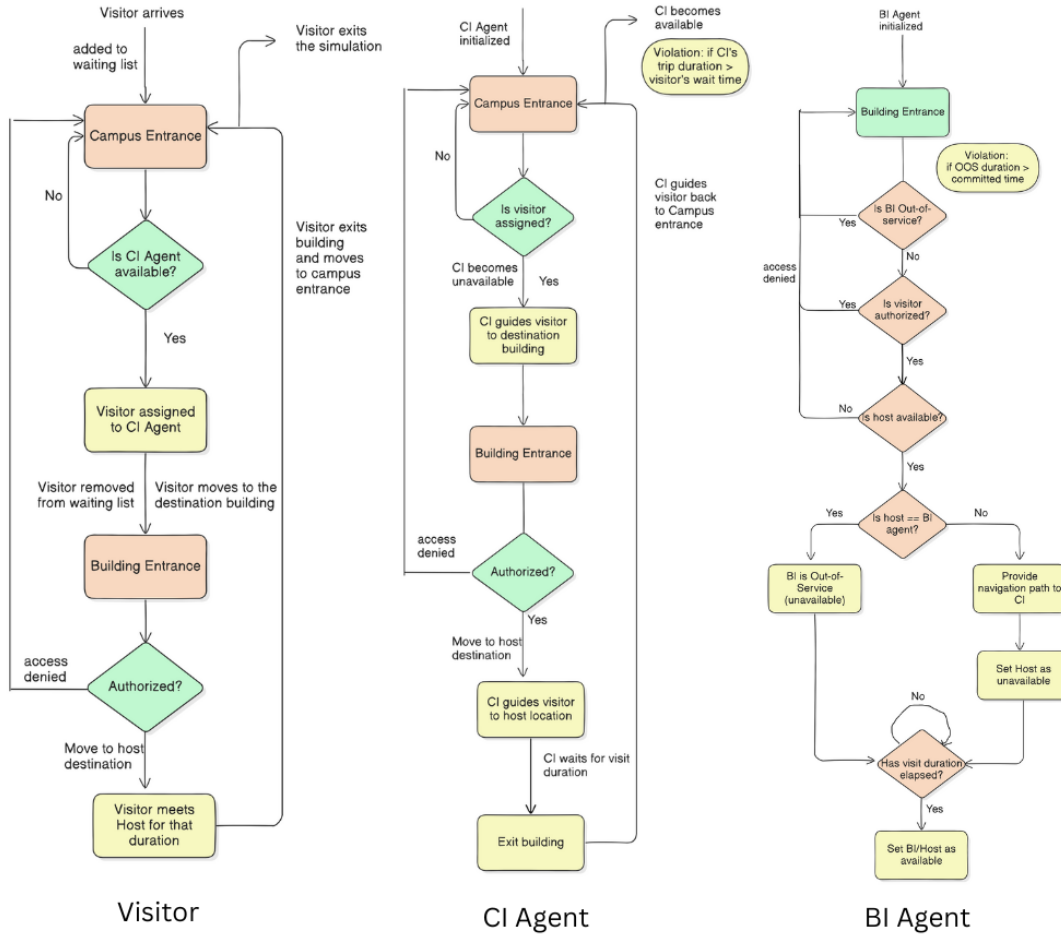 Visitor arrives
added to
waiting list
Visitor exits
the simulation
Campus Entrance
No
Is CI Agent
available?
Visitor exits
building
and moves
to campus
entrance
Yes
Visitor assigned
to CI Agent
Visitor removed
from waiting list
Visitor moves to the
destination building
Building Entrance
access
denied
Authorized?
Move to host
destination
Visitor meets
Host for that
duration
Visitor
CI Agent
initialized
CI becomes
available
Violation: if CI's
trip duration >
visitor's wait time
Campus Entrance
No
Is visitor
assigned?
CI guides
visitor back
to Campus
entrance
CI becomes
unavailable
Yes
CI guides visitor
to destination
building
Building Entrance
access
denied
Authorized?
Yes
Move to host
destination
CI guides visitor
to host location
CI waits for visit
duration
Exit building
CI Agent
BI Agent
initialized
Building Entrance
Violation:
if OOS duration >
committed time
Is BI Out-of-
service?
Yes
No
access
denied
Is visitor
authorized?
Yes
Yes
Is host available?
No
Yes
Is host == BI
agent?
Yes
No
BI is Out-of-
Service
(unavailable)
Provide
navigation path to
CI
Set Host as
unavailable
No
Has visit duration
elapsed?
Yes
Set BI/Host as
available
BI Agent